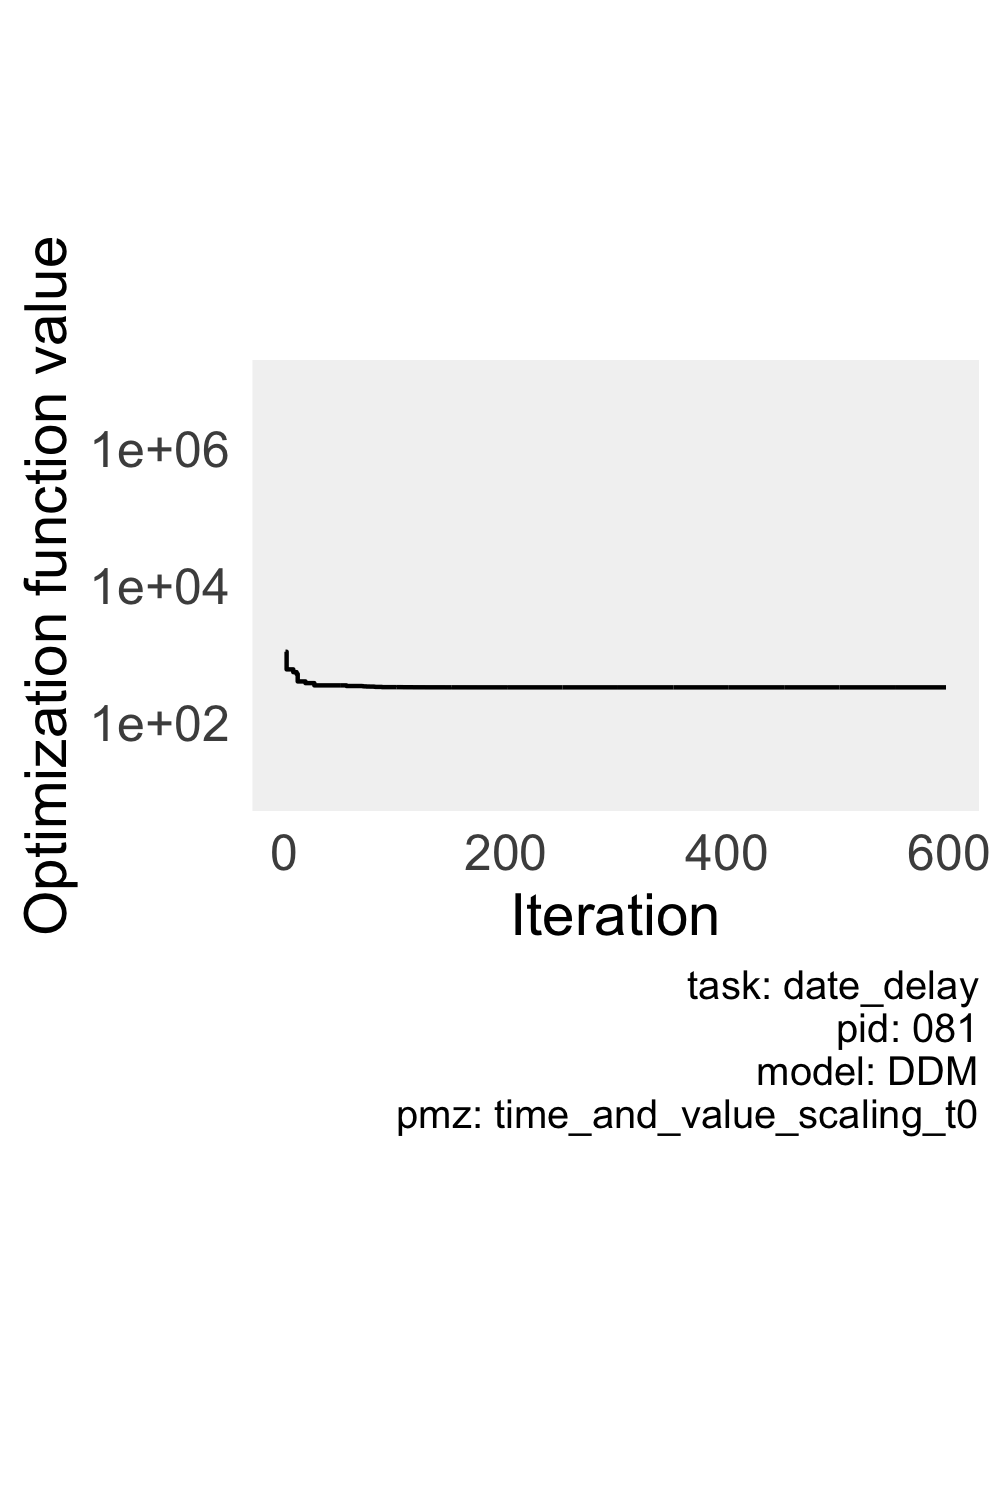 Optimization function value
1e+06
1e+04
1e+02
0 200 400 600
Iteration
task: date_delay
pid: 081
model: DDM
pmz: time_and_value_scaling_t0